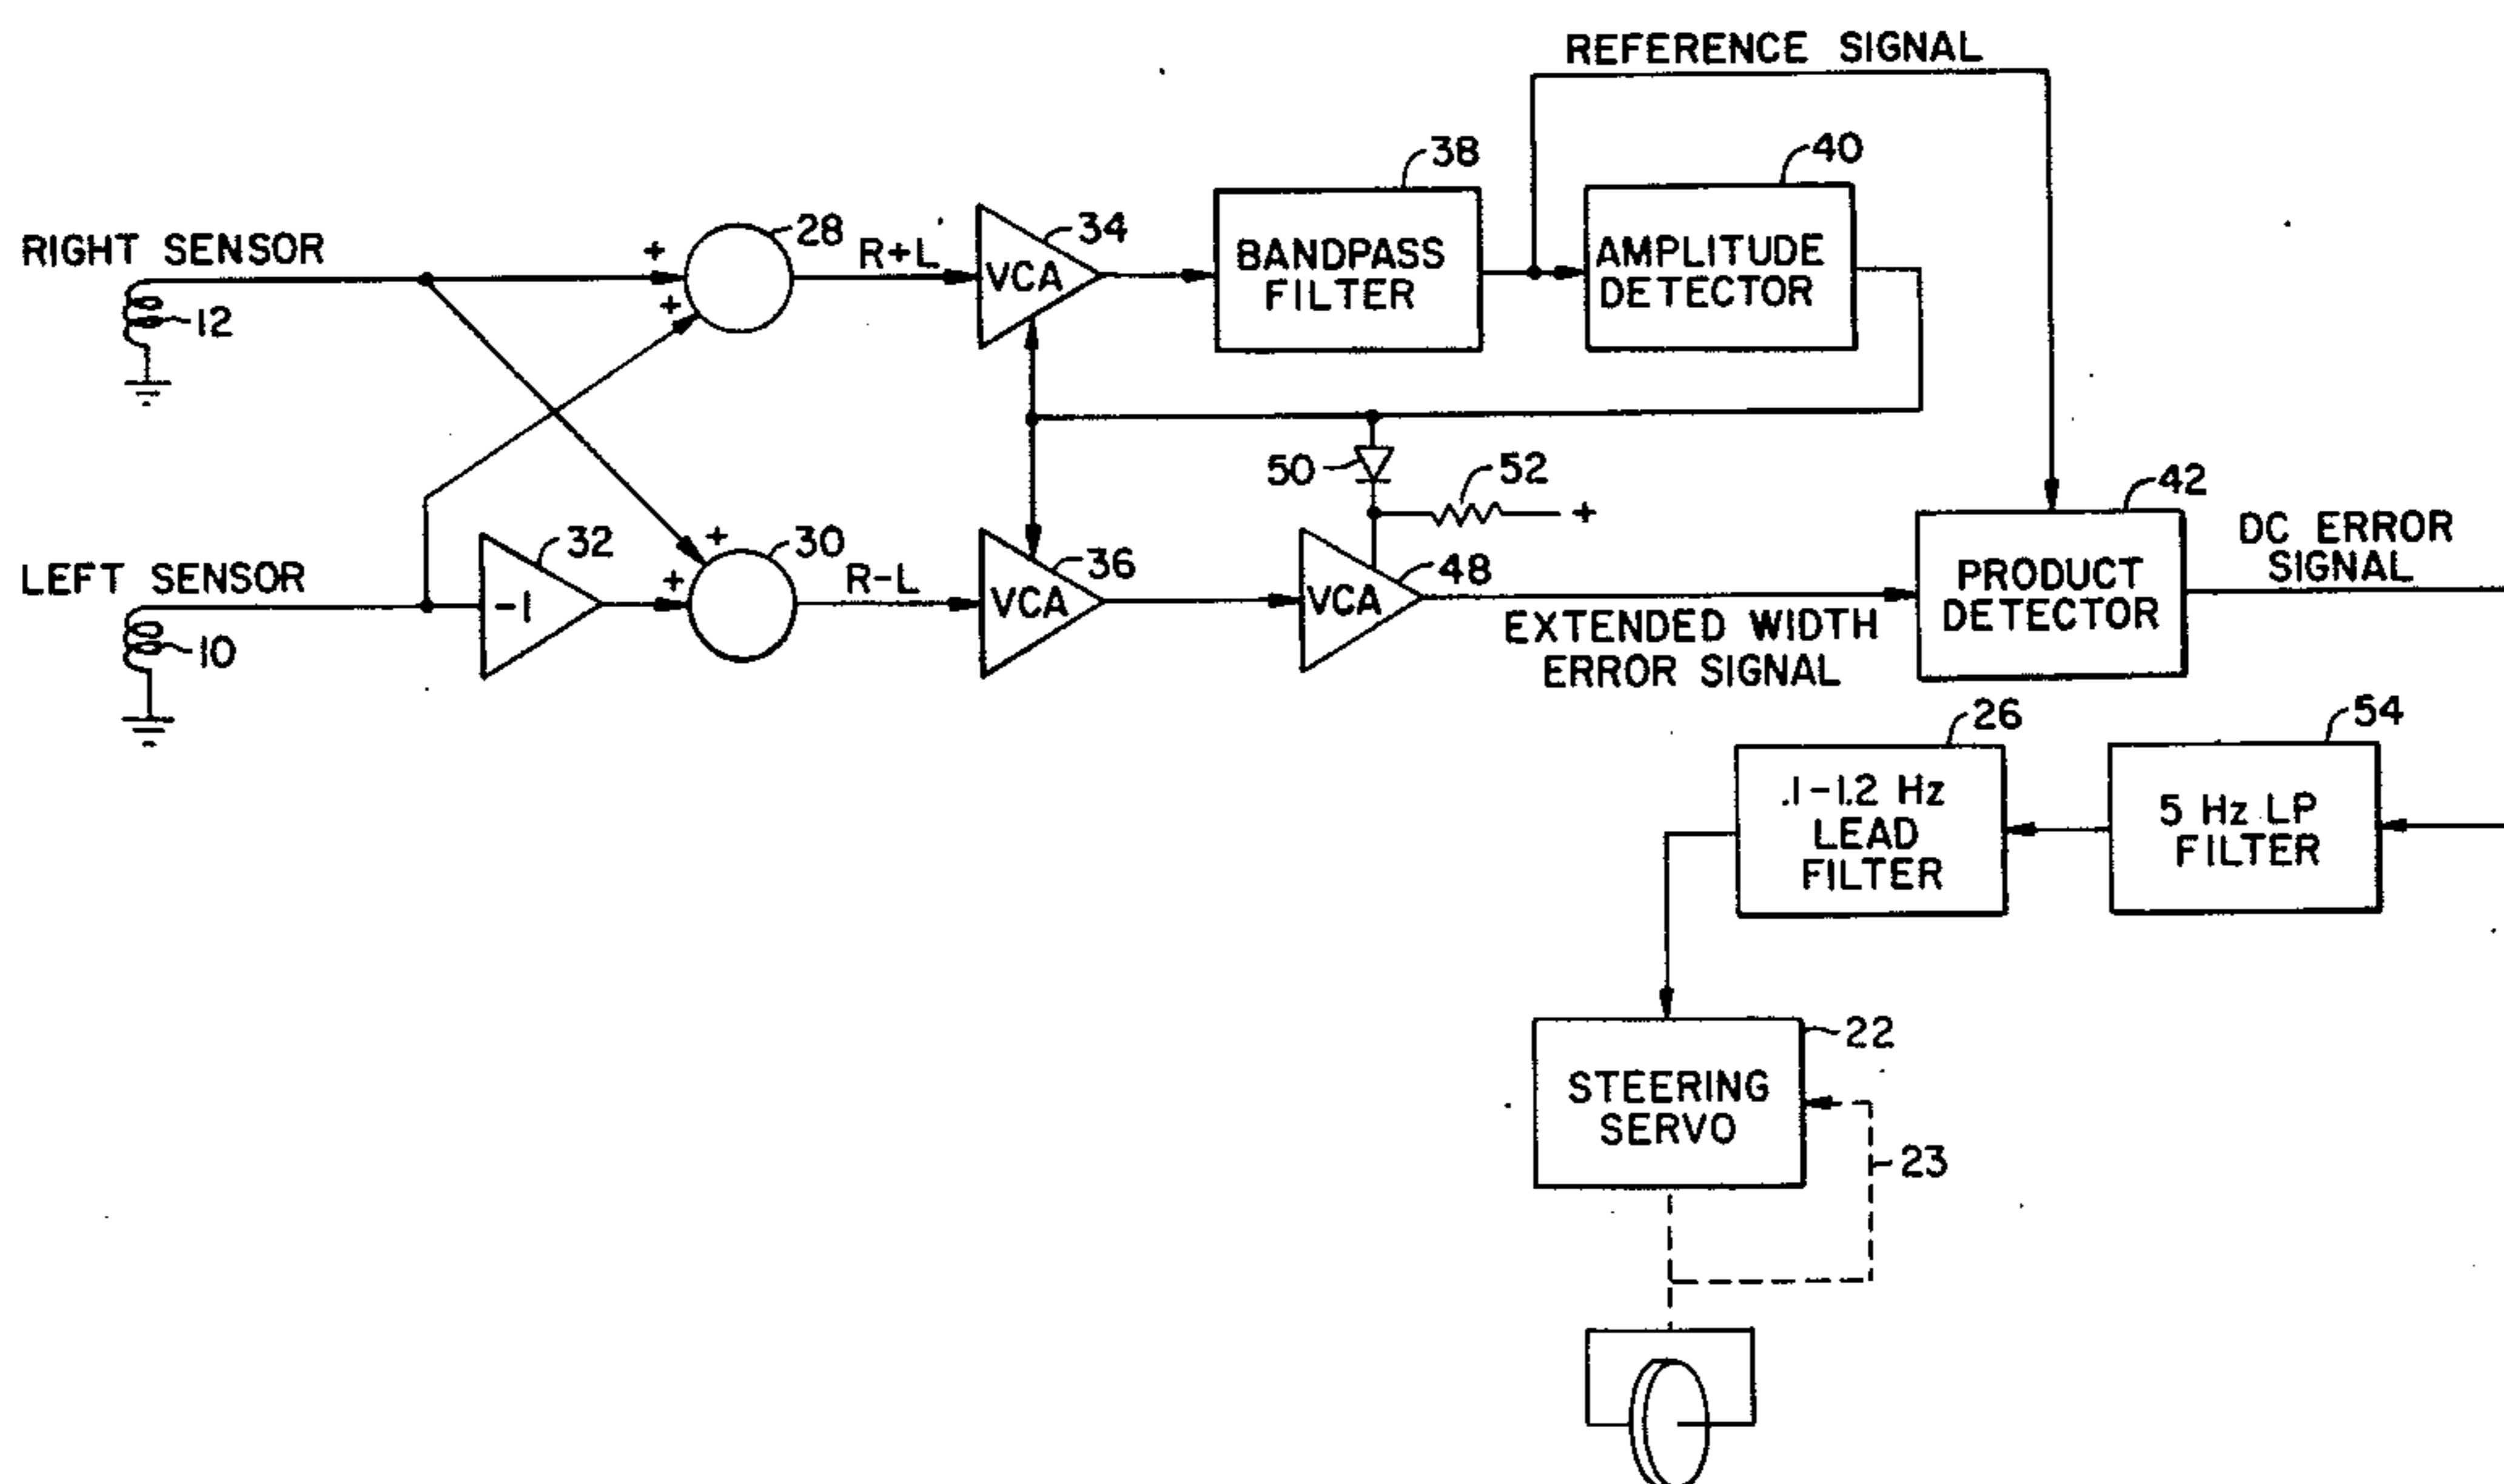 REFERENCE SIGNAL
38
40
RIGHT SENSOR
+
+
28
R+L
34
VCA
BANDPASS
FILTER
AMPLITUDE
DETECTOR
12
50
52
+
42
LEFT SENSOR
-1
32
+
+
30
R-L
36
VCA
48
VCA
EXTENDED WIDTH
ERROR SIGNAL
PRODUCT
DETECTOR
DC ERROR
SIGNAL
10
26
54
.1-1.2 Hz
LEAD
FILTER
5 Hz LP
FILTER
22
STEERING
SERVO
23